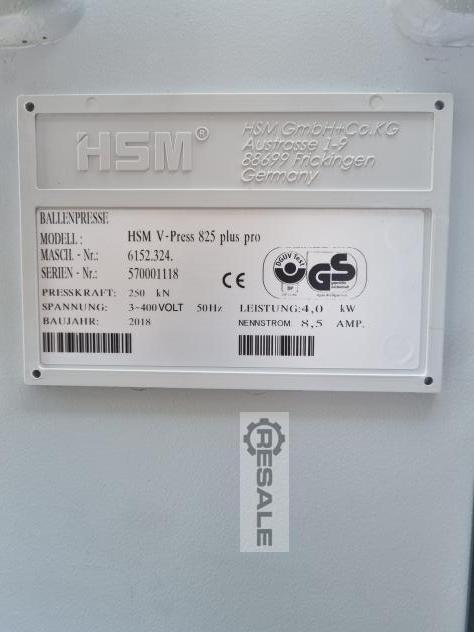 HSM®
HSM GmbH+Co.KG
Austrasse 1-9
88699 Frickingen
Germany
BALLENPRESSE
MODELL: HSM V-Press 825 plus pro
MASCH.-Nr.: 6152.324.
SERIEN-Nr.: 570001118
PRESSKRAFT: 250 kN
SPANNUNG: 3~400VOLT 50Hz LEISTUNG:4,0 kW
BAUJAHR: 2018 NENNSTROM: 8,5 AMP.
CE
DGUV Test
GS
RESALE